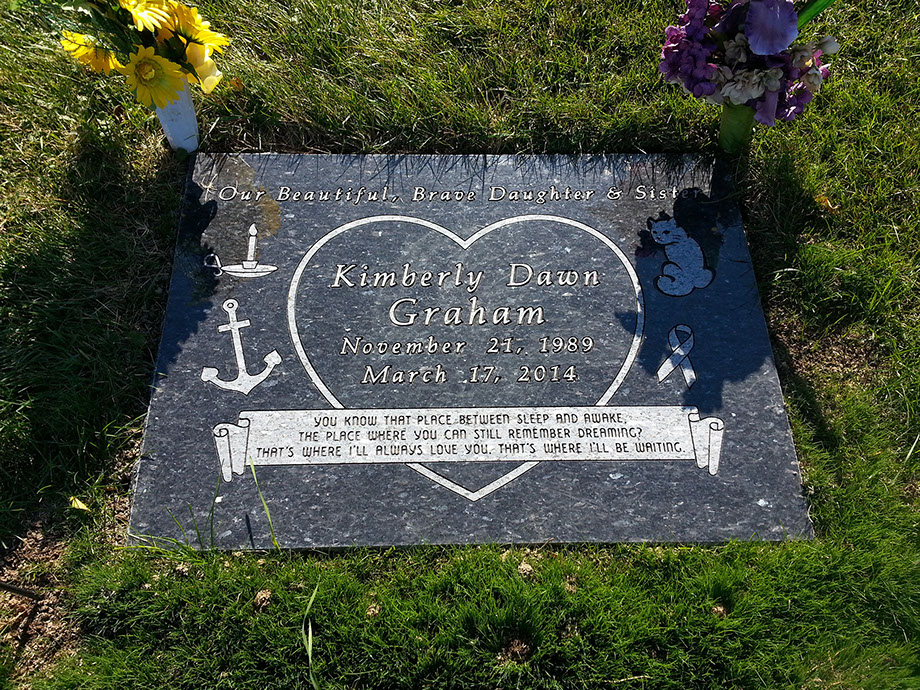 Our Beautiful, Brave Daughter & Sister
Kimberly Dawn
Graham
November 21, 1989
March 17, 2014
YOU KNOW THAT PLACE BETWEEN SLEEP AND AWAKE,
THE PLACE WHERE YOU CAN STILL REMEMBER DREAMING?
THAT'S WHERE I'LL ALWAYS LOVE YOU. THAT'S WHERE I'LL BE WAITING.